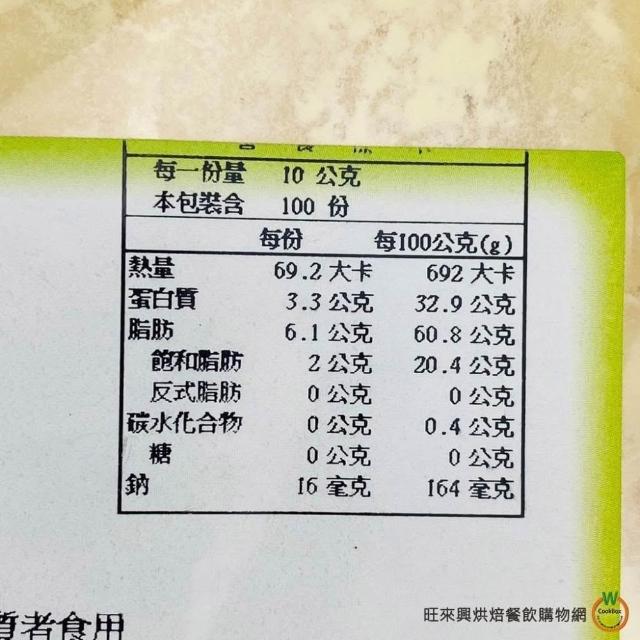 每一份量 10 公克
本包裝含 100 份
每份 每100公克(g)
熱量 69.2 大卡 692 大卡
蛋白質 3.3 公克 32.9 公克
脂肪 6.1 公克 60.8 公克
飽和脂肪 2 公克 20.4 公克
反式脂肪 0 公克 0 公克
碳水化合物 0 公克 0.4 公克
糖 0 公克 0 公克
鈉 16 毫克 164 毫克
者食用
旺來興烘焙餐飲購物網
W
CookBox